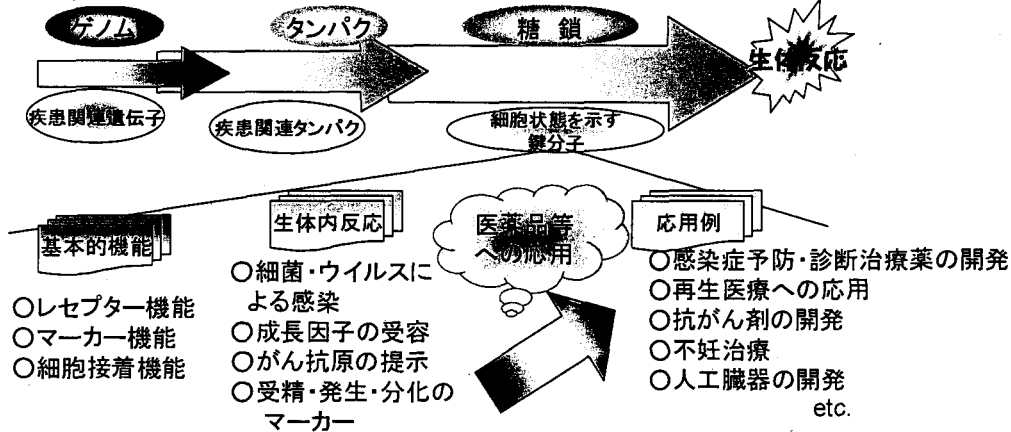 ゲノム
タンパク
糖鎖
生体反応
疾患関連遺伝子
疾患関連タンパク
細胞状態を示す
鍵分子
基本的機能
○レセプター機能
○マーカー機能
○細胞接着機能
生体内反応
○細菌・ウイルスに
よる感染
○成長因子の受容
○がん抗原の提示
○受精・発生・分化の
マーカー
医薬品等
への応用
応用例
○感染症予防・診断治療薬の開発
○再生医療への応用
○抗がん剤の開発
○不妊治療
○人工臓器の開発
etc.